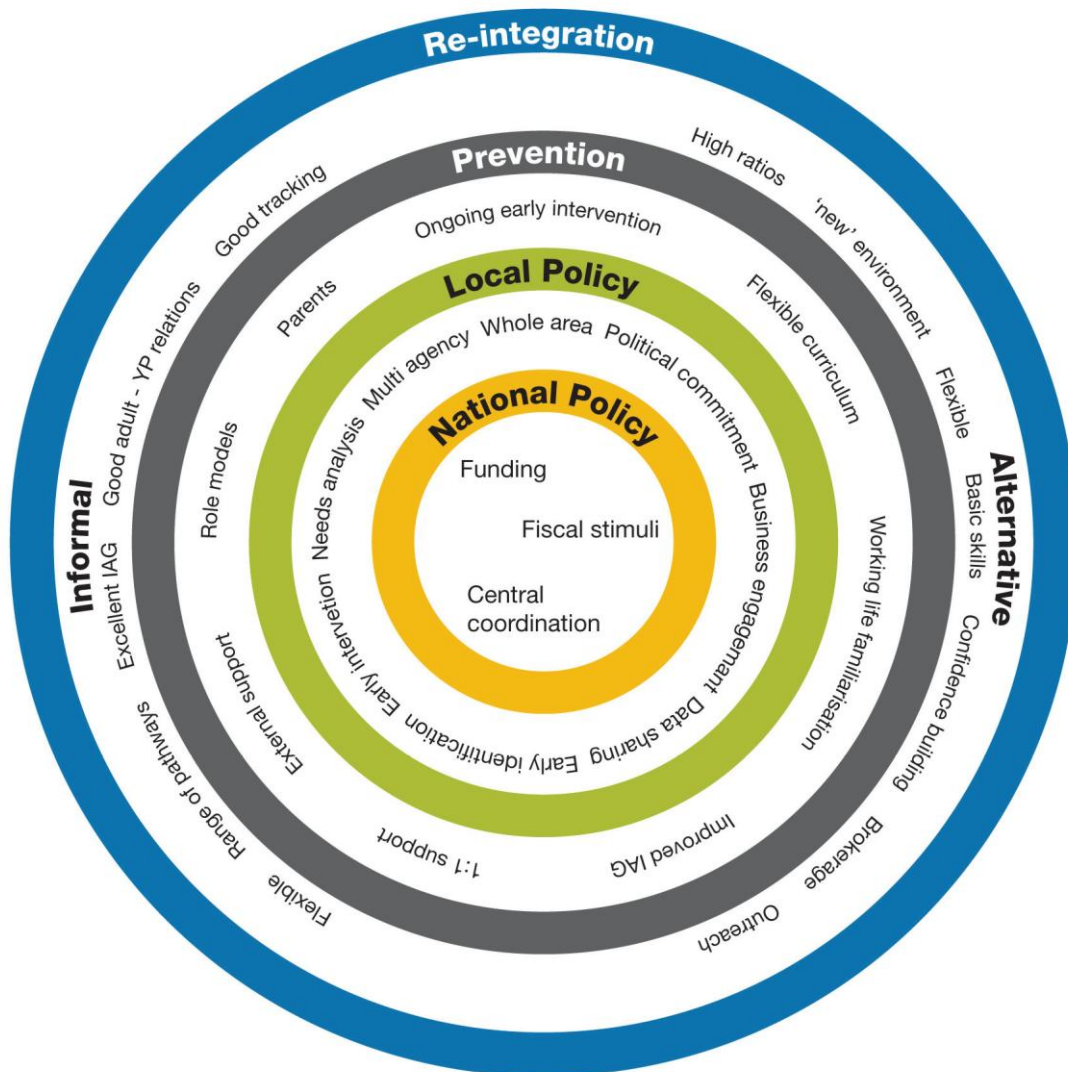 Re-integration
High ratios
'new' environment
Flexible
Basic skills
Confidence building
Brokerage
Outreach
Alternative
Good tracking
Good adult - YP relations
Excellent IAG
Range of pathways
Flexible
Informal
Prevention
Ongoing early intervention
Flexible curriculum
Working life familiarisation
Improved IAG
1:1 support
External support
Role models
Parents
Local Policy
Whole area
Political commitment
Business engagemant
Data sharing
Early identification
Early intervetion
Needs analysis
Multi agency
National Policy
Funding
Fiscal stimuli
Central
coordination